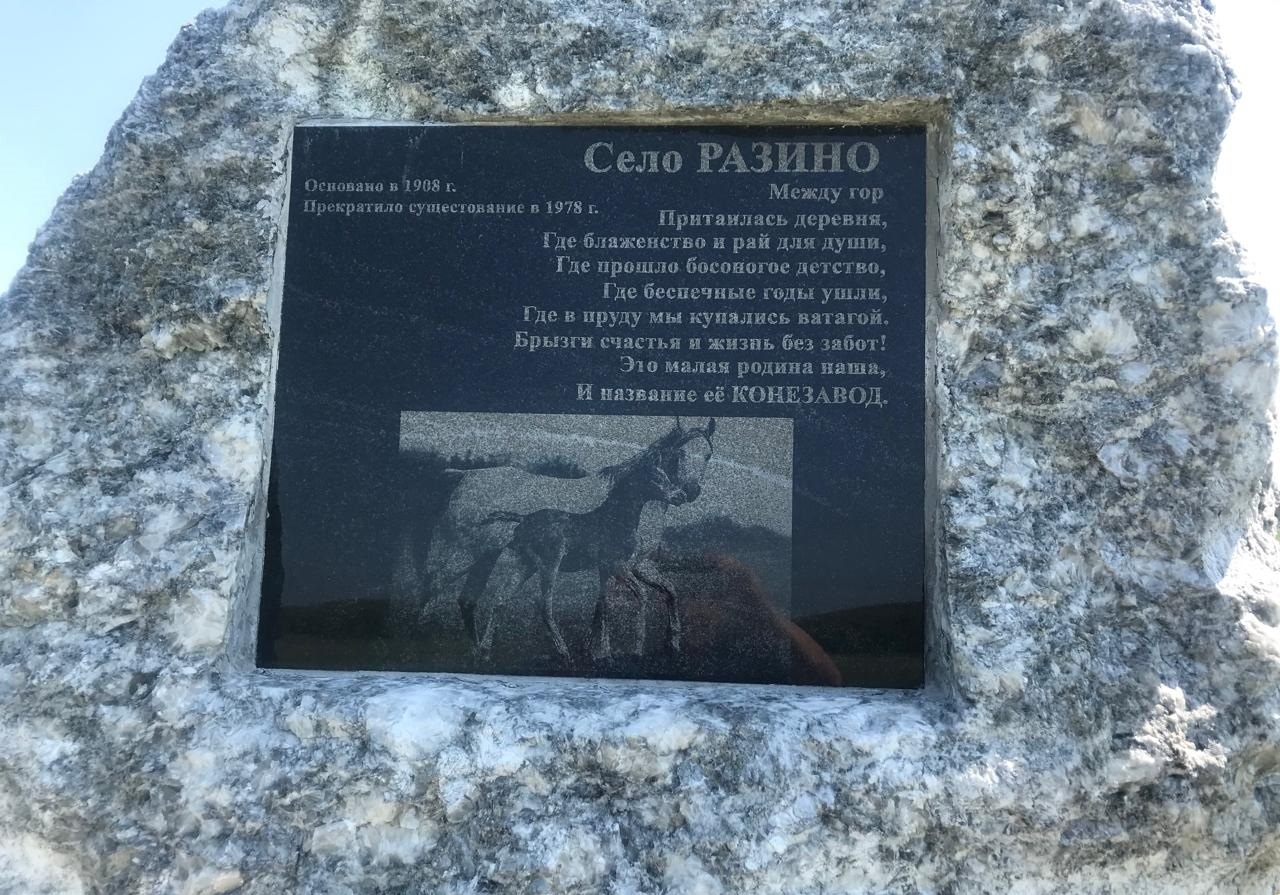 Село РАЗИНО
Основано в 1908 г.
Прекратило сущестование в 1978 г.
Между гор
Притаилась деревня,
Где блаженство и рай для души,
Где прошло босоногое детство,
Где беспечные годы ушли,
Где в пруду мы купались ватагой.
Брызги счастья и жизнь без забот!
Это малая родина наша,
И название её КОНЕЗАВОД.